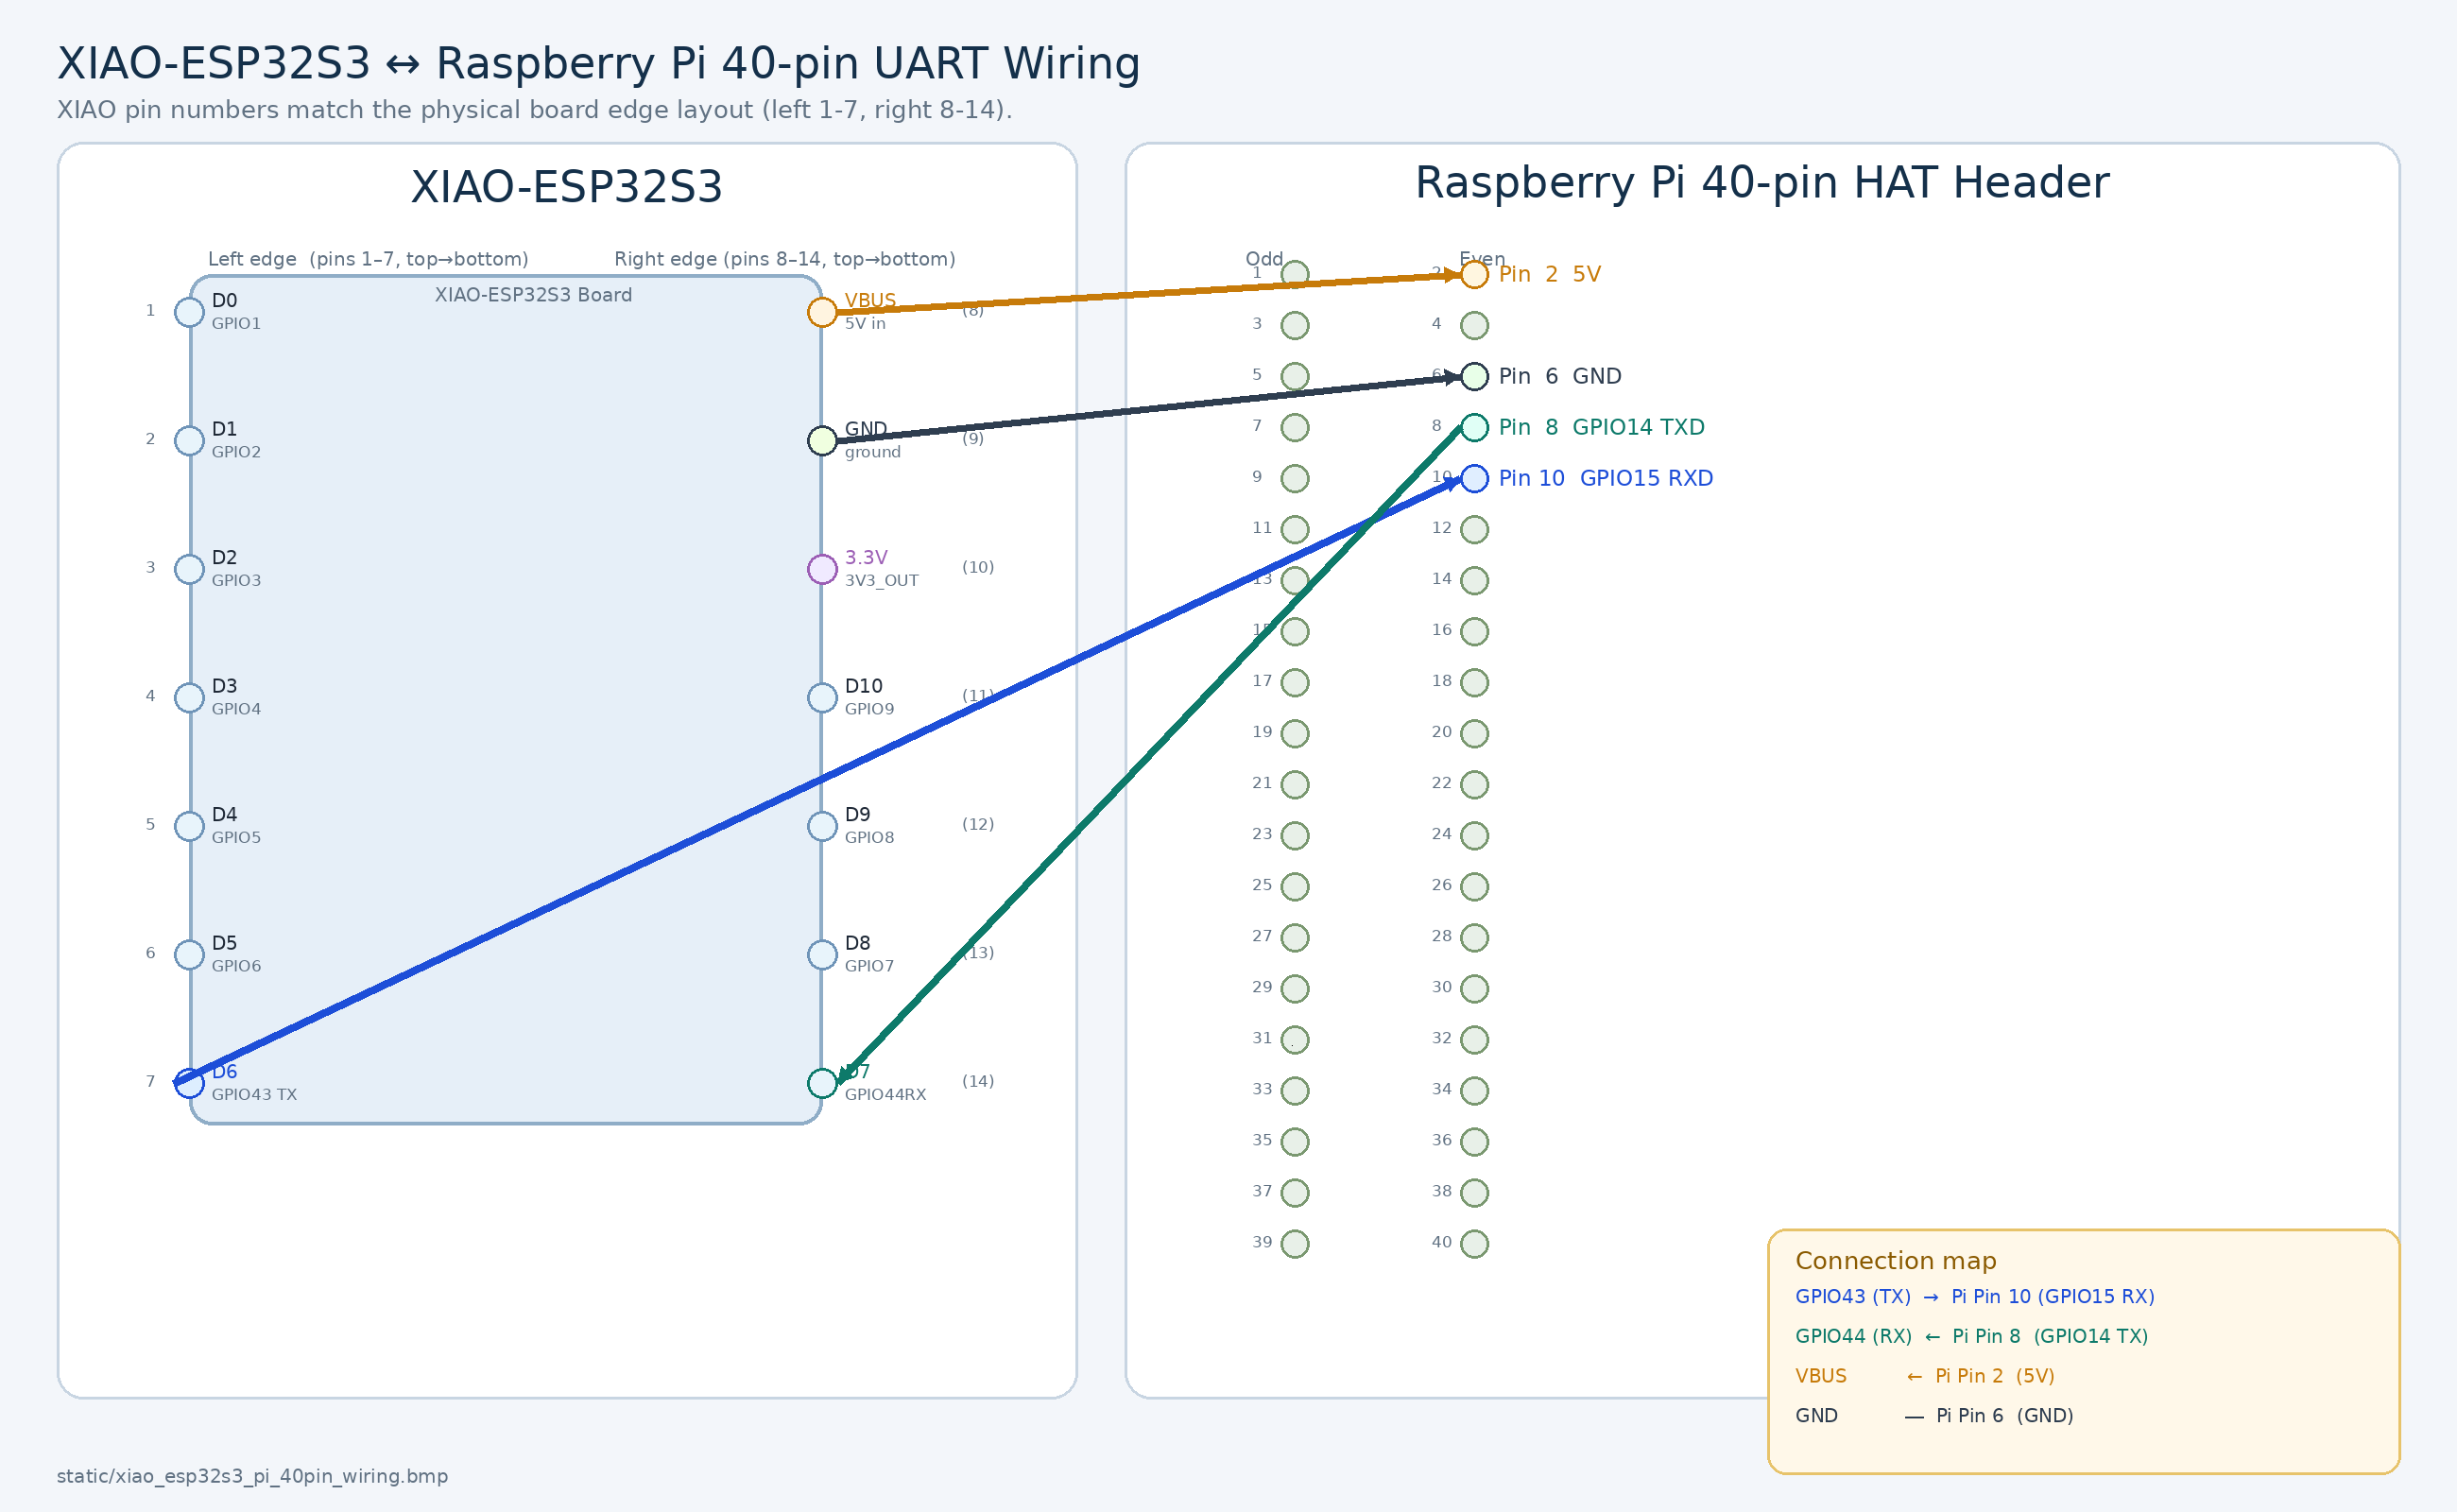 XIAO-ESP32S3 ↔ Raspberry Pi 40-pin UART Wiring
XIAO pin numbers match the physical board edge layout (left 1-7, right 8-14).
XIAO-ESP32S3
Left edge  (pins 1–7, top→bottom)
Right edge (pins 8–14, top→bottom)
XIAO-ESP32S3 Board
1
D0
GPIO1
VBUS
5V in
(8)
2
D1
GPIO2
GND
ground
(9)
3
D2
GPIO3
3.3V
3V3_OUT
(10)
4
D3
GPIO4
D10
GPIO9
(11)
5
D4
GPIO5
D9
GPIO8
(12)
6
D5
GPIO6
D8
GPIO7
(13)
7
D6
GPIO43 TX
D7
GPIO44RX
(14)
Raspberry Pi 40-pin HAT Header
Odd
Even
1
2
Pin  2  5V
3
4
5
6
Pin  6  GND
7
8
Pin  8  GPIO14 TXD
9
10
Pin 10  GPIO15 RXD
11
12
13
14
15
16
17
18
19
20
21
22
23
24
25
26
27
28
29
30
31
32
33
34
35
36
37
38
39
40
Connection map
GPIO43 (TX)  →  Pi Pin 10 (GPIO15 RX)
GPIO44 (RX)  ←  Pi Pin 8  (GPIO14 TX)
VBUS  ←  Pi Pin 2  (5V)
GND  —  Pi Pin 6  (GND)
static/xiao_esp32s3_pi_40pin_wiring.bmp